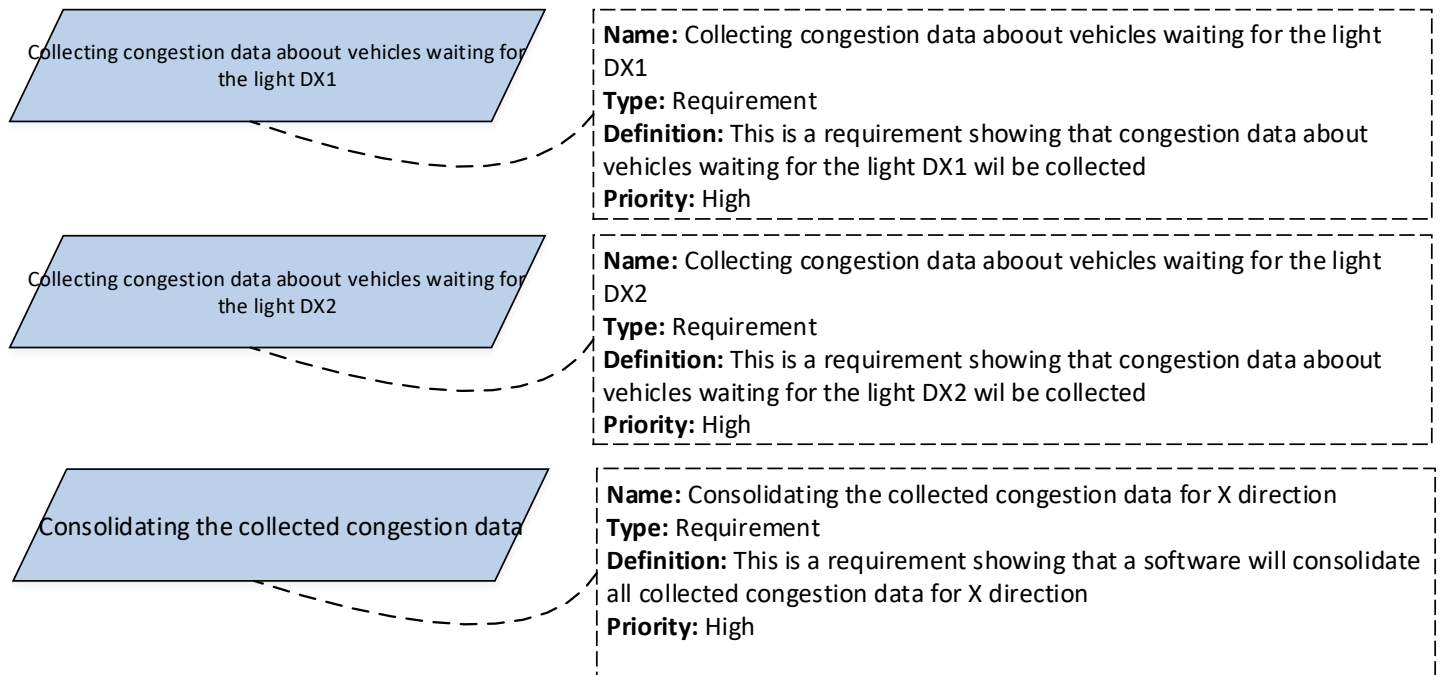 Collecting congestion data aboout vehicles waiting for
the light DX1
Name: Collecting congestion data aboout vehicles waiting for the light
DX1
Type: Requirement
Definition: This is a requirement showing that congestion data about
vehicles waiting for the light DX1 wil be collected
Priority: High
Collecting congestion data aboout vehicles waiting for
the light DX2
Name: Collecting congestion data aboout vehicles waiting for the light
DX2
Type: Requirement
Definition: This is a requirement showing that congestion data aboout
vehicles waiting for the light DX2 wil be collected
Priority: High
Consolidating the collected congestion data
Name: Consolidating the collected congestion data for X direction
Type: Requirement
Definition: This is a requirement showing that a software will consolidate
all collected congestion data for X direction
Priority: High